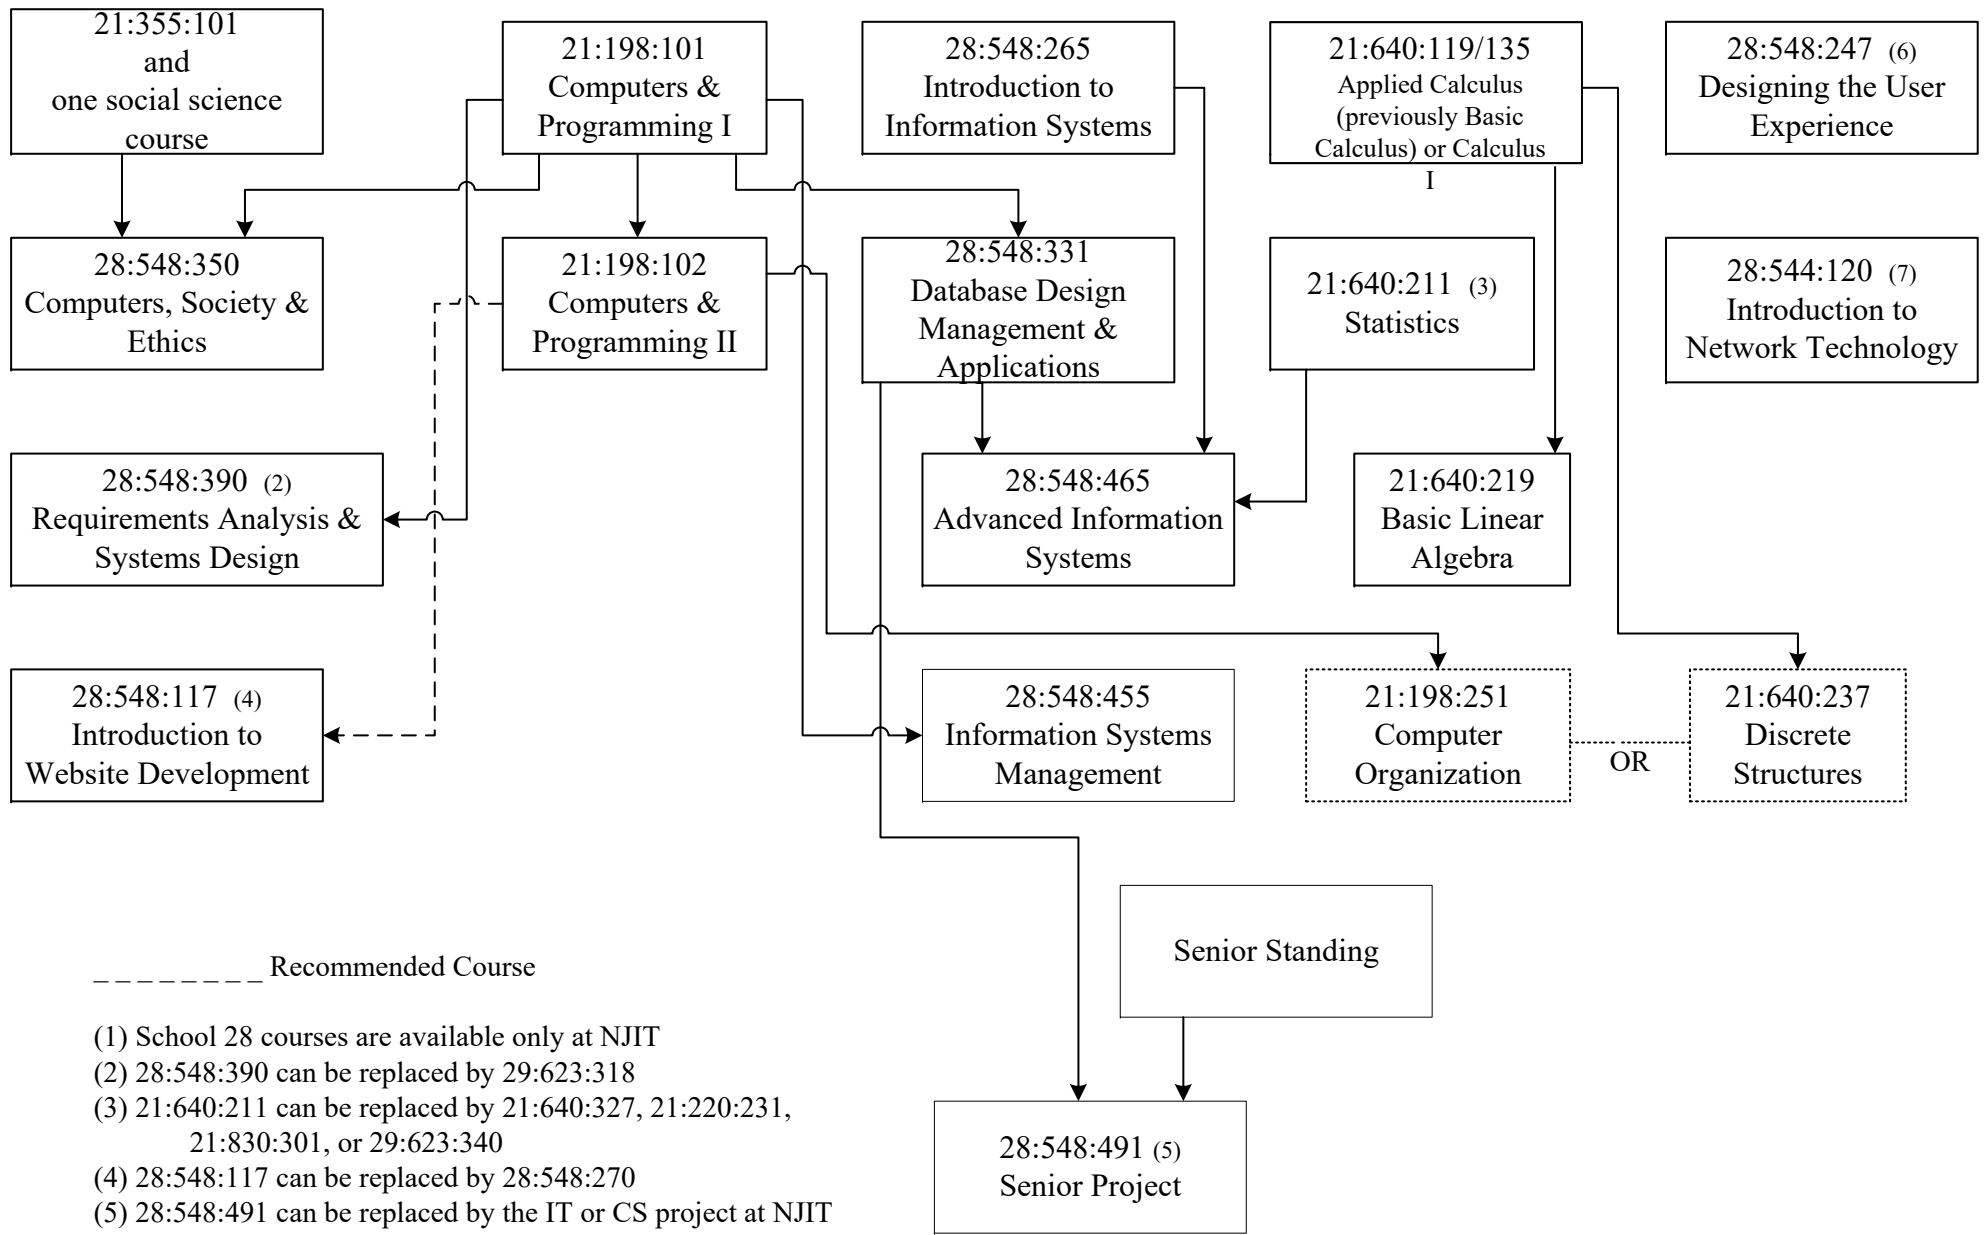 21:355:101
and
one social science
course
21:198:101
Computers &
Programming I
28:548:265
Introduction to
Information Systems
21:640:119/135
Applied Calculus
(previously Basic
Calculus) or Calculus
I
28:548:247 (6)
Designing the User
Experience
28:548:350
Computers, Society &
Ethics
21:198:102
Computers &
Programming II
28:548:331
Database Design
Management &
Applications
21:640:211 (3)
Statistics
28:544:120 (7)
Introduction to
Network Technology
28:548:390 (2)
Requirements Analysis &
Systems Design
28:548:465
Advanced Information
Systems
21:640:219
Basic Linear
Algebra
28:548:117 (4)
Introduction to
Website Development
28:548:455
Information Systems
Management
21:198:251
Computer
Organization
OR
21:640:237
Discrete
Structures
Senior Standing
28:548:491 (5)
Senior Project
_ _ _ _ _ _ _ _ Recommended Course
(1) School 28 courses are available only at NJIT
(2) 28:548:390 can be replaced by 29:623:318
(3) 21:640:211 can be replaced by 21:640:327, 21:220:231,
21:830:301, or 29:623:340
(4) 28:548:117 can be replaced by 28:548:270
(5) 28:548:491 can be replaced by the IT or CS project at NJIT